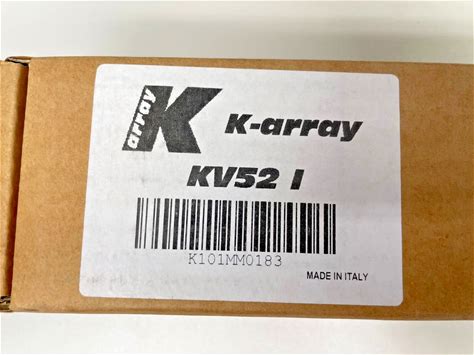 array K
K-array
KV52 I
K101MM0183
MADE IN ITALY